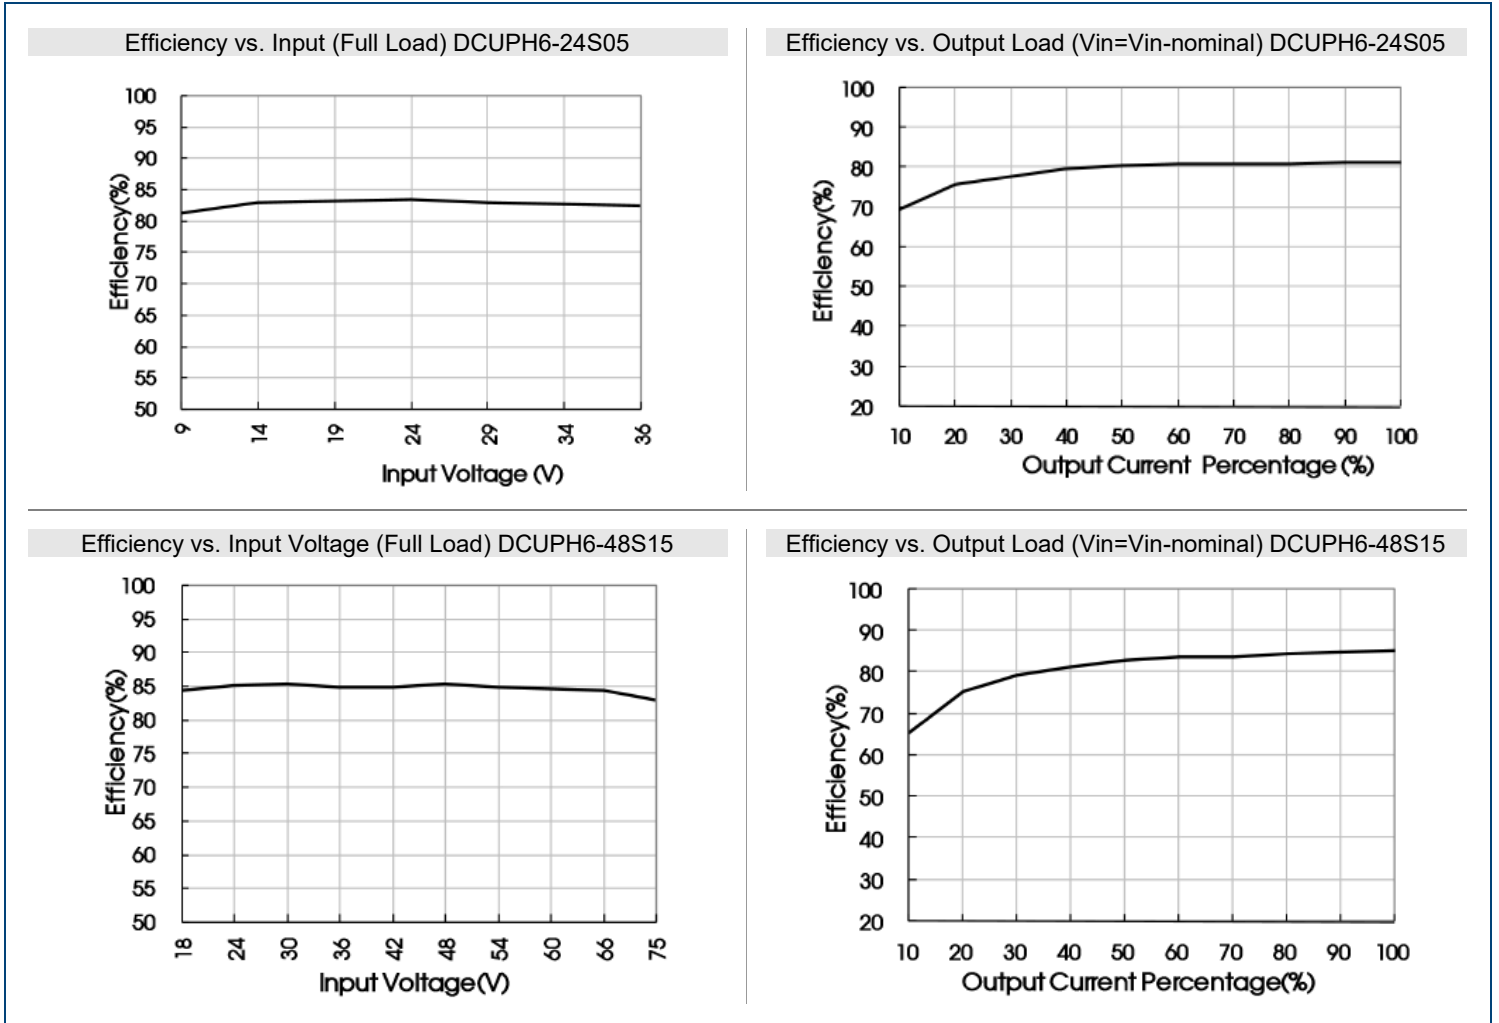 Efficiency vs. Input (Full Load) DCUPH6-24S05
100
95
90
85
80
75
70
65
60
55
50
Efficiency(%)
9 14 19 24 29 34 36
Input Voltage (V)
Efficiency vs. Output Load (Vin=Vin-nominal) DCUPH6-24S05
100
90
80
70
60
50
40
30
20
Efficiency(%)
10 20 30 40 50 60 70 80 90 100
Output Current Percentage (%)
Efficiency vs. Input Voltage (Full Load) DCUPH6-48S15
100
95
90
85
80
75
70
65
60
55
50
Efficiency(%)
18 24 30 36 42 48 54 60 66 75
Input Voltage(V)
Efficiency vs. Output Load (Vin=Vin-nominal) DCUPH6-48S15
100
90
80
70
60
50
40
30
20
Efficiency(%)
10 20 30 40 50 60 70 80 90 100
Output Current Percentage(%)